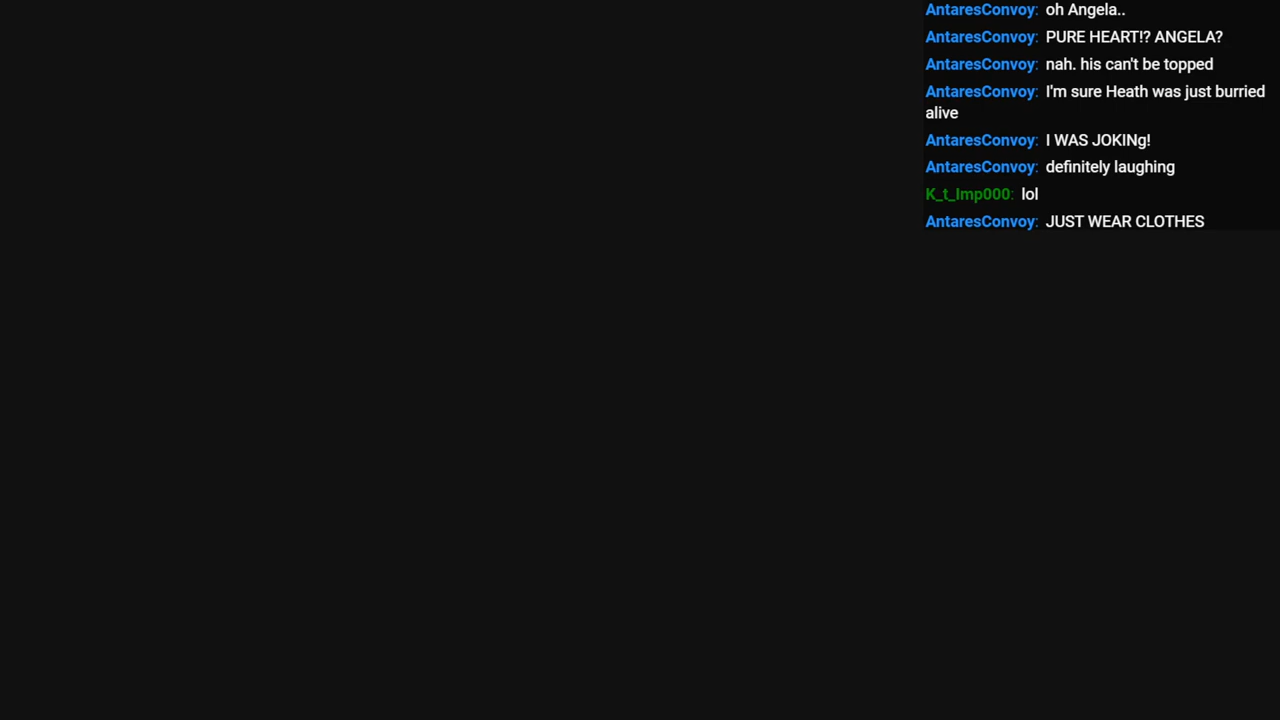 AntaresConvoy: oh Angela..
AntaresConvoy: PURE HEART!? ANGELA?
AntaresConvoy: nah. his can't be topped
AntaresConvoy: I'm sure Heath was just burried
alive
AntaresConvoy: I WAS JOKINg!
AntaresConvoy: definitely laughing
K_t_Imp000: lol
AntaresConvoy: JUST WEAR CLOTHES